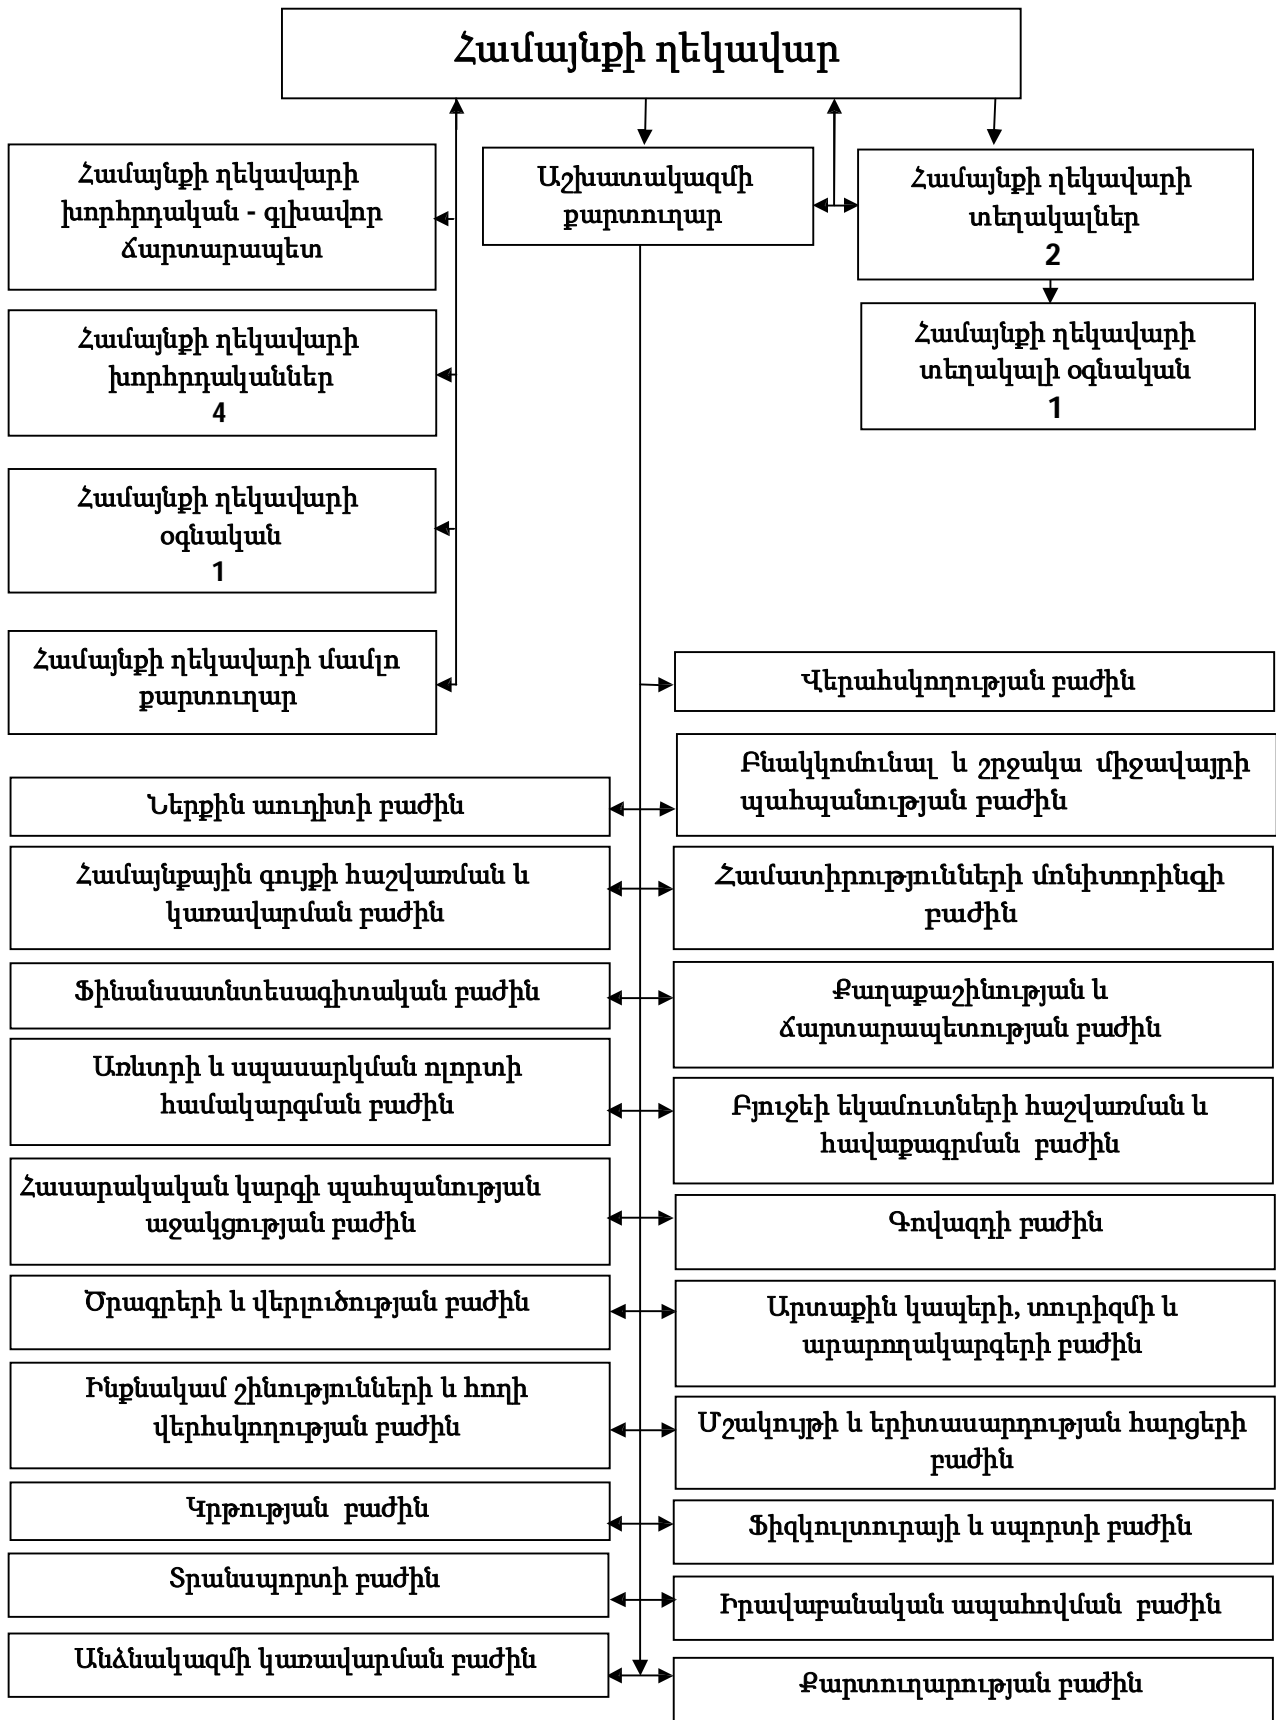 Համայնքի ղեկավար
Համայնքի ղեկավարի
խորհրդական - գլխավոր
ճարտարապետ
Աշխատակազմի
քարտուղար
Համայնքի ղեկավարի
տեղակալներ
2
Համայնքի ղեկավարի
խորհրդականներ
4
Համայնքի ղեկավարի
տեղակալի օգնական
1
Համայնքի ղեկավարի
օգնական
1
Համայնքի ղեկավարի մամլո
քարտուղար
Վերահսկողության բաժին
Ներքին աուդիտի բաժին
Բնակկոմունալ և շրջակա միջավայրի
պահպանության բաժին
Համայնքային գույքի հաշվառման և
կառավարման բաժին
Համատիրությունների մոնիտորինգի
բաժին
Ֆինանսատնտեսագիտական բաժին
Քաղաքաշինության և
ճարտարապետության բաժին
Առևտրի և սպասարկման ոլորտի
համակարգման բաժին
Բյուջեի եկամուտների հաշվառման և
հավաքագրման բաժին
Հասարակական կարգի պահպանության
աջակցության բաժին
Գովազդի բաժին
Ծրագրերի և վերլուծության բաժին
Արտաքին կապերի, տուրիզմի և
արարողակարգերի բաժին
Ինքնակամ շինությունների և հողի
վերհսկողության բաժին
Մշակույթի և երիտասարդության հարցերի
բաժին
Կրթության բաժին
Ֆիզկուլտուրայի և սպորտի բաժին
Տրանսպորտի բաժին
Իրավաբանական ապահովման բաժին
Անձնակազմի կառավարման բաժին
Քարտուղարության բաժին